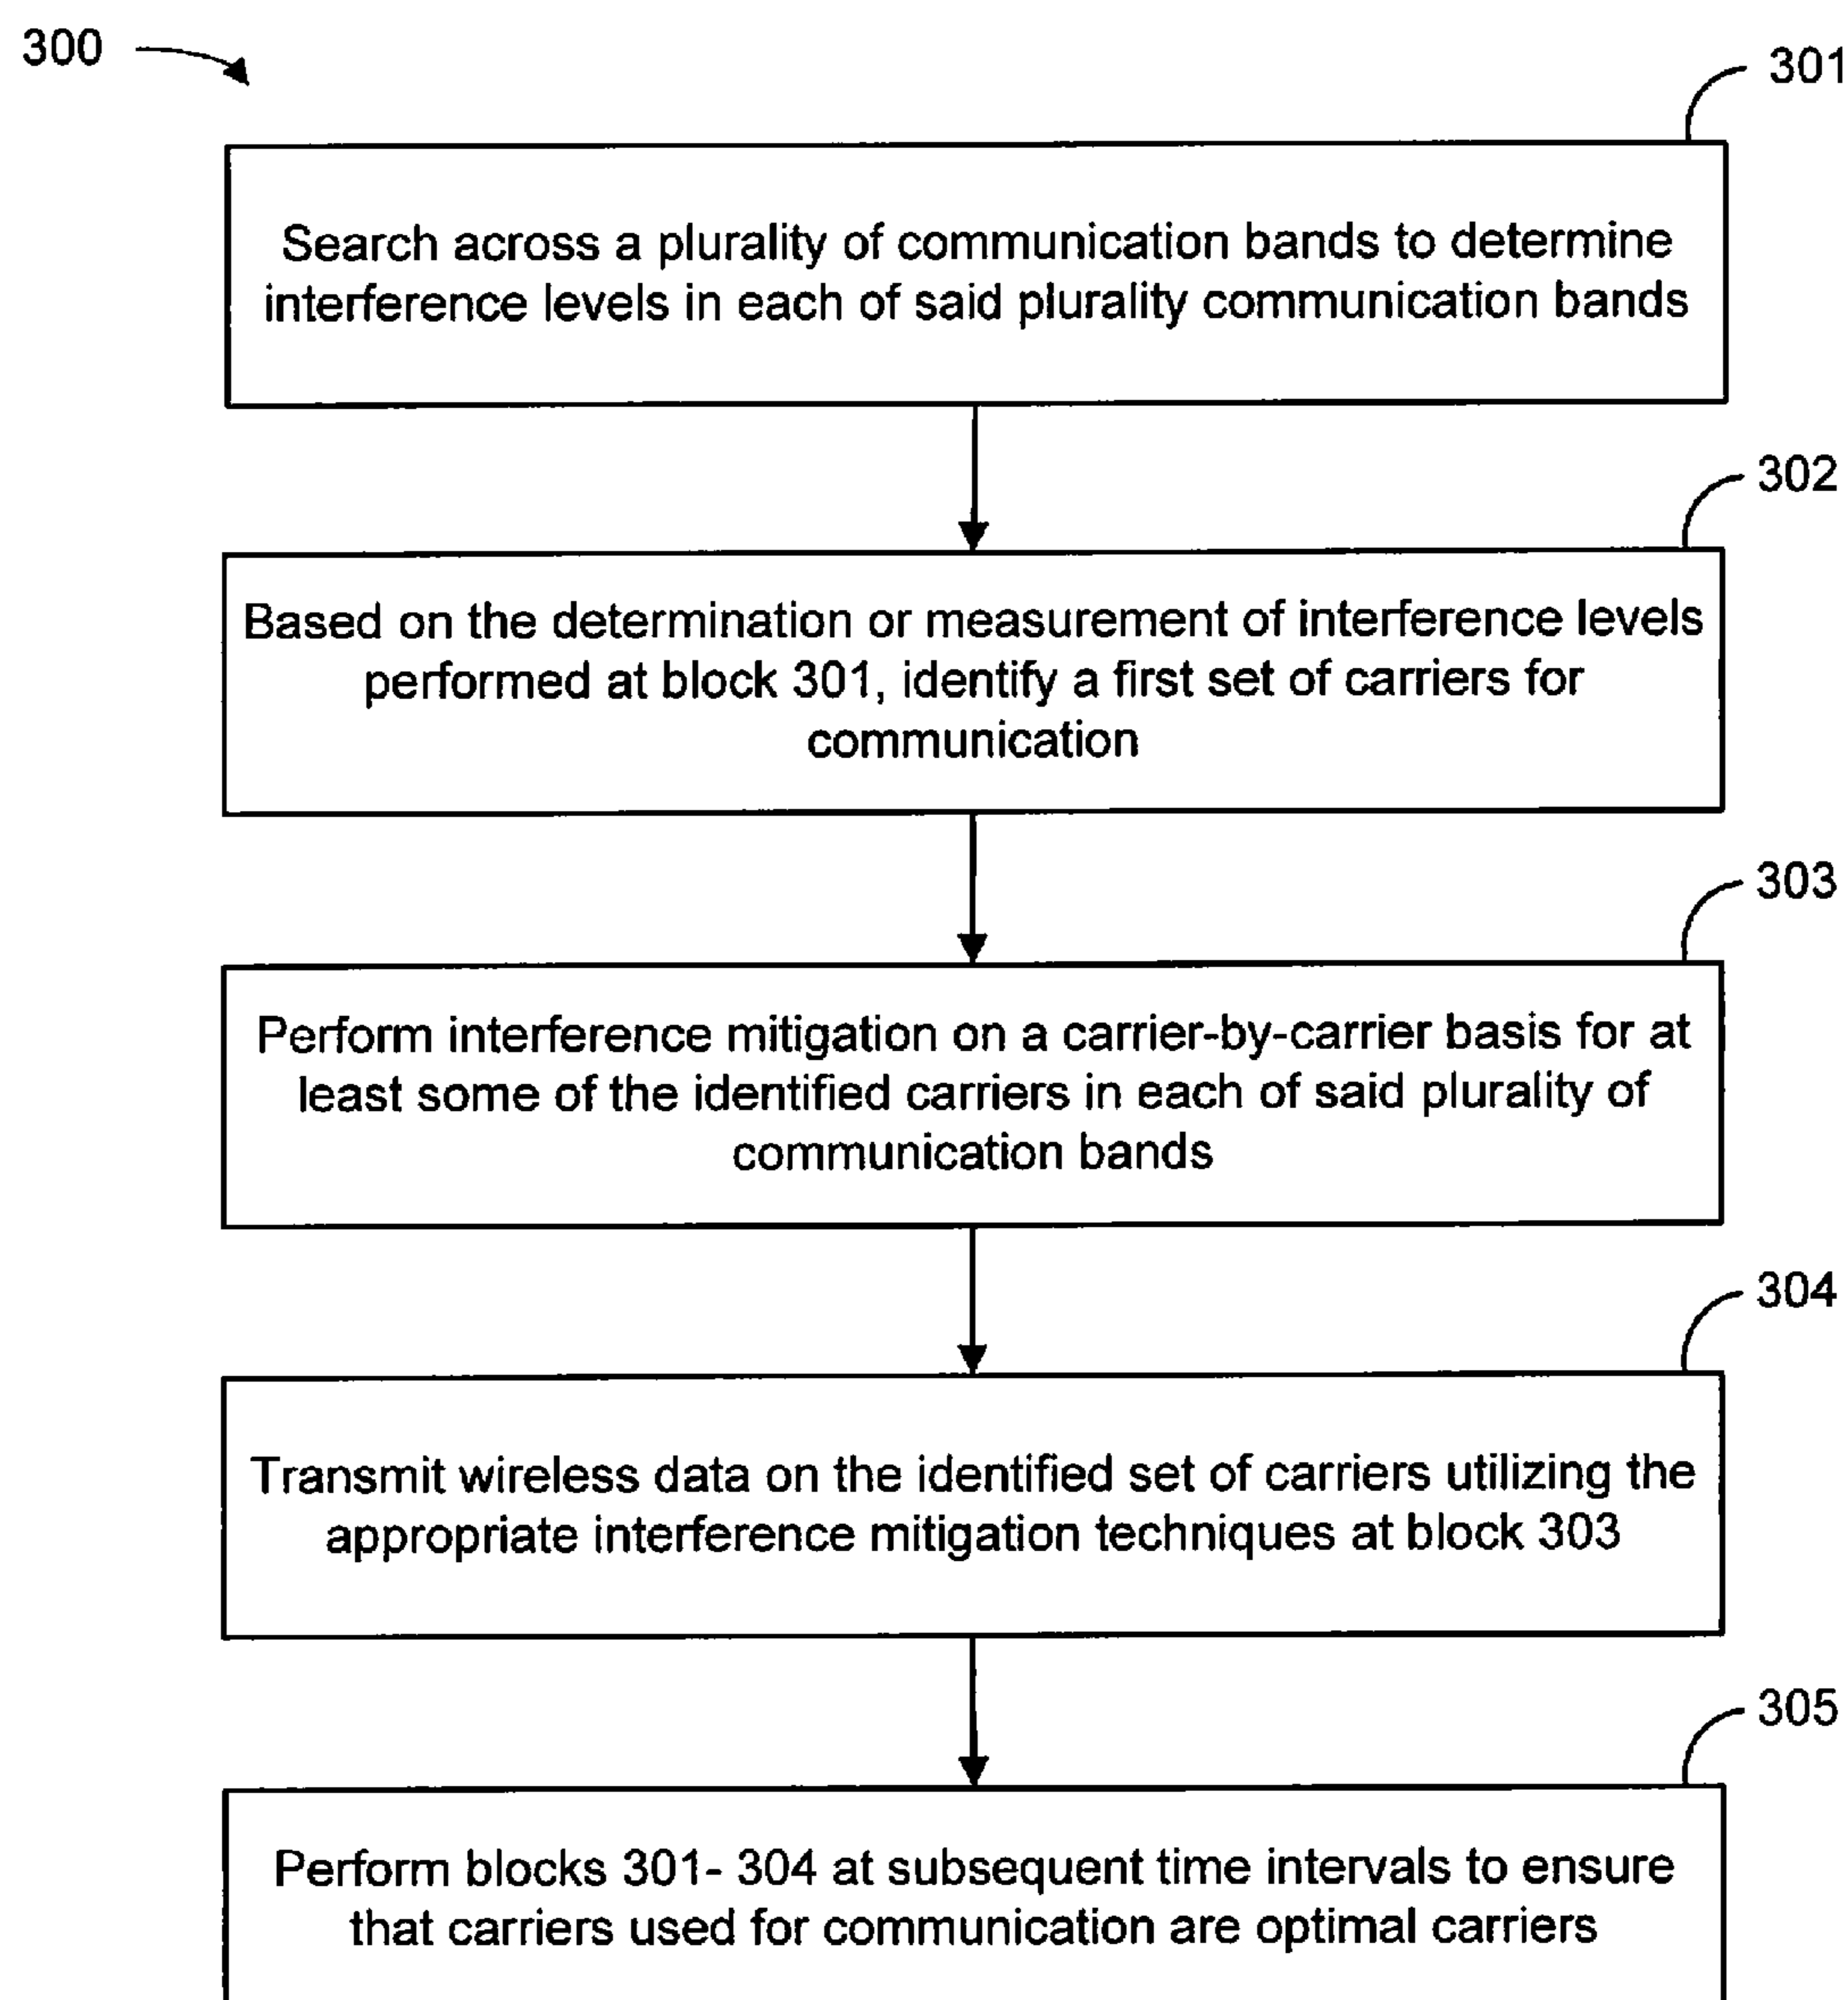 300
301
Search across a plurality of communication bands to determine
interference levels in each of said plurality communication bands
302
Based on the determination or measurement of interference levels
performed at block 301, identify a first set of carriers for
communication
303
Perform interference mitigation on a carrier-by-carrier basis for at
least some of the identified carriers in each of said plurality of
communication bands
304
Transmit wireless data on the identified set of carriers utilizing the
appropriate interference mitigation techniques at block 303
305
Perform blocks 301- 304 at subsequent time intervals to ensure
that carriers used for communication are optimal carriers